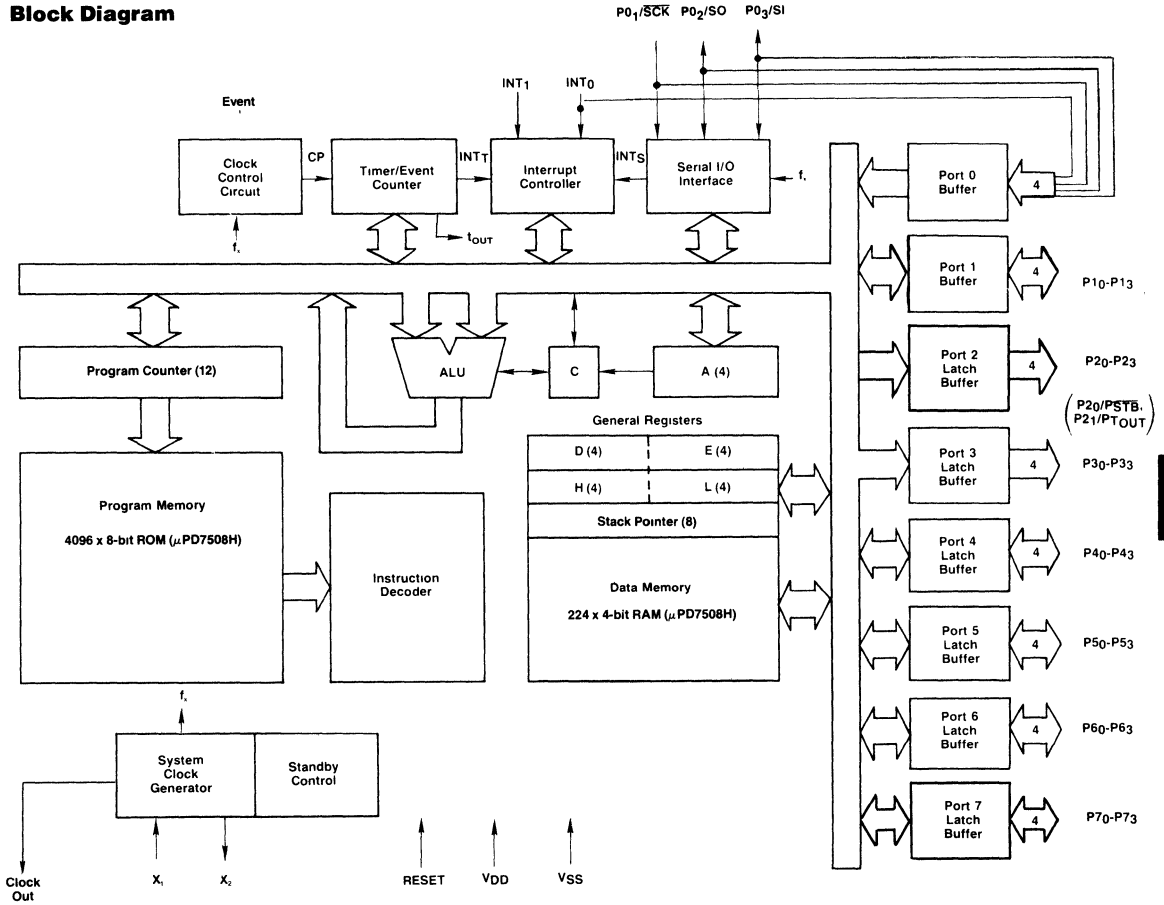 Block Diagram
P0₁/S̅C̅K̅ P0₂/SO P0₃/SI
INT₁
INT₀
Event
Clock
Control
Circuit
CP
Timer/Event
Counter
INT_T
Interrupt
Controller
INT_S
Serial I/O
Interface
fₓ
t_OUT
Port 0
Buffer
4
Port 1
Buffer
4
P1₀-P1₃
Program Counter (12)
ALU
C
A (4)
Port 2
Latch
Buffer
4
P2₀-P2₃
(P2₀/P_S̅T̅B̅,
P2₁/PT_OUT)
General Registers
D (4)
E (4)
H (4)
L (4)
Stack Pointer (8)
Port 3
Latch
Buffer
4
P3₀-P3₃
Program Memory
4096 x 8-bit ROM (µPD7508H)
Instruction
Decoder
Data Memory
224 x 4-bit RAM (µPD7508H)
Port 4
Latch
Buffer
4
P4₀-P4₃
Port 5
Latch
Buffer
4
P5₀-P5₃
fₓ
System
Clock
Generator
Standby
Control
Port 6
Latch
Buffer
4
P6₀-P6₃
Port 7
Latch
Buffer
4
P7₀-P7₃
Clock
Out
X₁
X₂
RESET
V_DD
V_SS